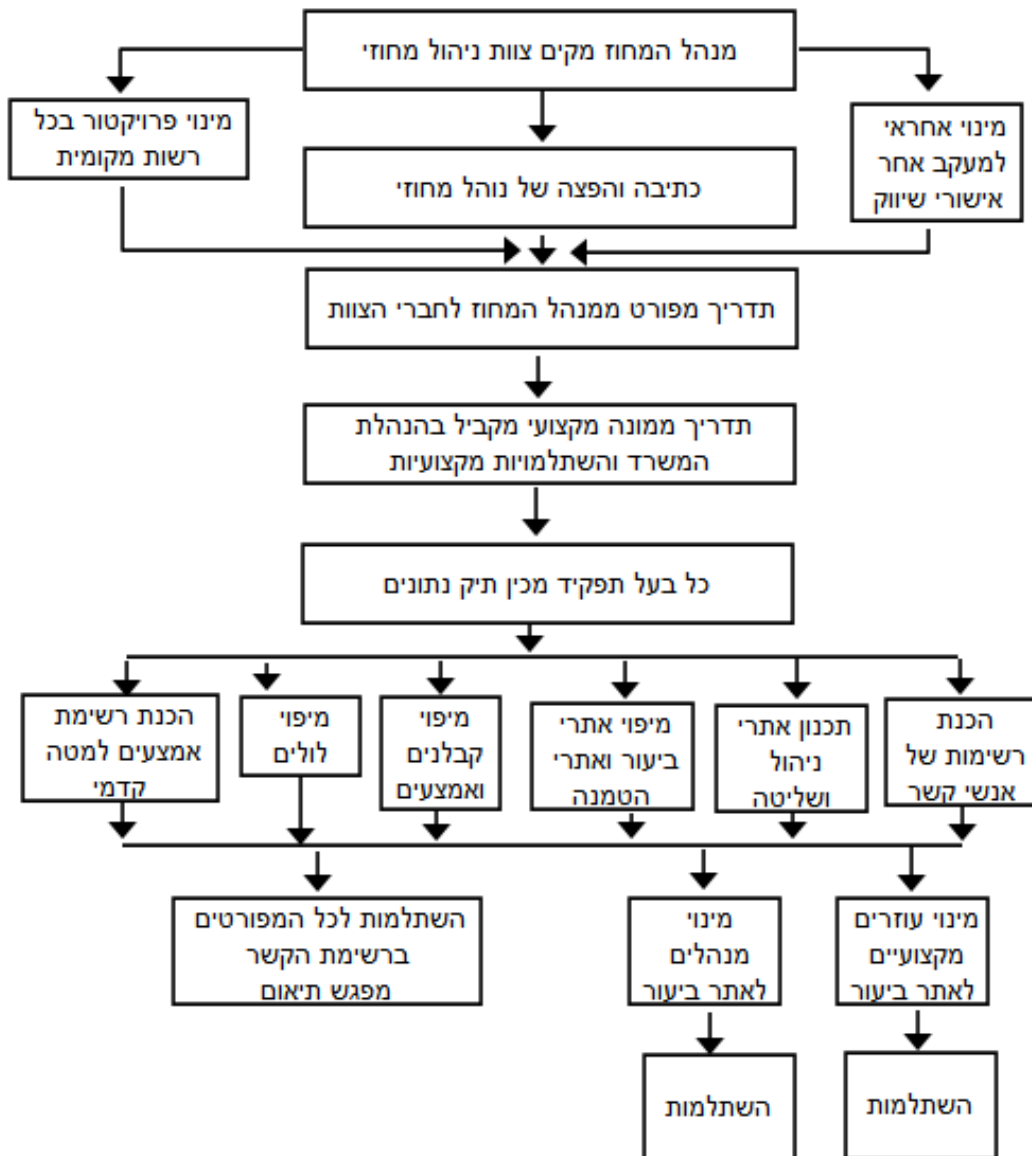 מנהל המחוז מקים צוות ניהול מחוזי
מינוי אחראי
למעקב אחר
אישורי שיווק
כתיבה והפצה של נוהל מחוזי
מינוי פרויקטור בכל
רשות מקומית
תדריך מפורט ממנהל המחוז לחברי הצוות
תדריך ממונה מקצועי מקביל בהנהלת
המשרד והשתלמויות מקצועיות
כל בעל תפקיד מכין תיק נתונים
הכנת
רשימות של
אנשי קשר
תכנון אתרי
ניהול
ושליטה
מיפוי אתרי
ביעור ואתרי
הטמנה
מיפוי
קבלנים
ואמצעים
מיפוי
לולים
הכנת רשימת
אמצעים למטה
קדמי
מינוי עוזרים
מקצועיים
לאתר ביעור
מינוי
מנהלים
לאתר ביעור
השתלמות לכל המפורטים
ברשימת הקשר
מפגש תיאום
השתלמות
השתלמות